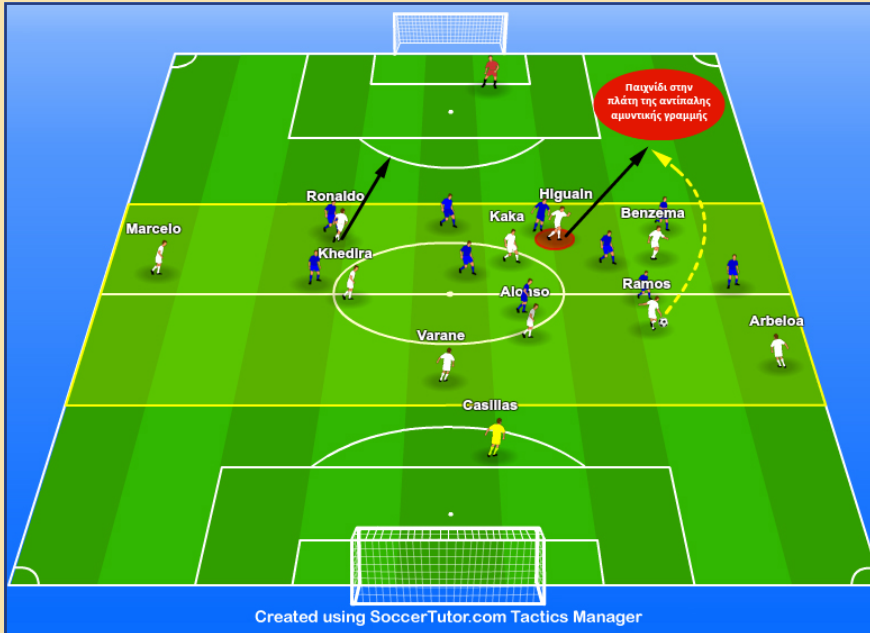 Παιχνίδι στην
πλάτη της αντίπαλης
αμυντικής γραμμής
Ronaldo
HIguaIn
Marcelo
Kaka
Benzema
KhedIra
Alonso
Ramos
Varane
Arbeloa
CasIllas
Created using SoccerTutor.com Tactics Manager